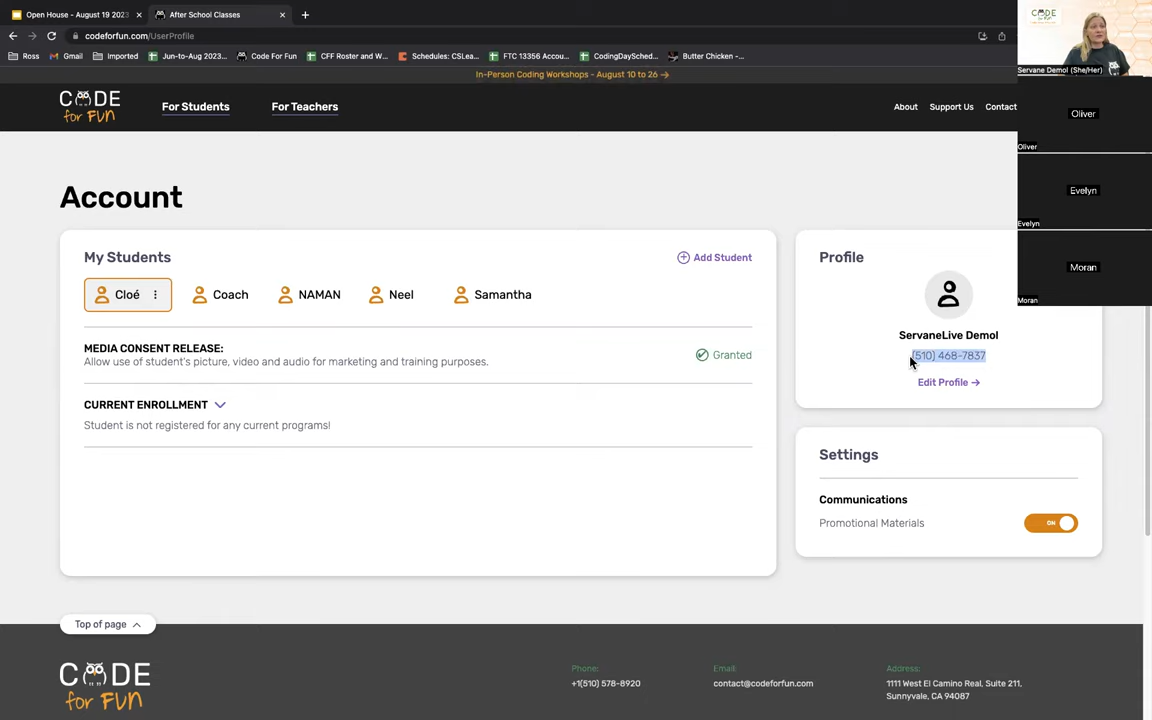 Open House - August 19 2023
After School Classes
codeforfun.com/UserProfile
Ross
Gmail
Imported
Jun-to-Aug 2023...
Code For Fun
CFF Roster and W...
Schedules: CSLea...
FTC 13356 Accou...
CodingDaySched...
Butter Chicken -...
In-Person Coding Workshops - August 10 to 26 →
CODE
for FUN
For Students
For Teachers
About
Support Us
Contact
CODE
for FUN
Servane Demol (She/Her)
Oliver
Oliver
Evelyn
Evelyn
Moran
Moran
Account
My Students
Add Student
Cloé
Coach
NAMAN
Neel
Samantha
MEDIA CONSENT RELEASE:
Allow use of student's picture, video and audio for marketing and training purposes.
Granted
CURRENT ENROLLMENT
Student is not registered for any current programs!
Profile
ServaneLive Demol
(510) 468-7837
Edit Profile →
Settings
Communications
Promotional Materials
ON
Top of page
CODE
for FUN
Phone:
+1(510) 578-8920
Email:
contact@codeforfun.com
Address:
1111 West El Camino Real, Suite 211,
Sunnyvale, CA 94087